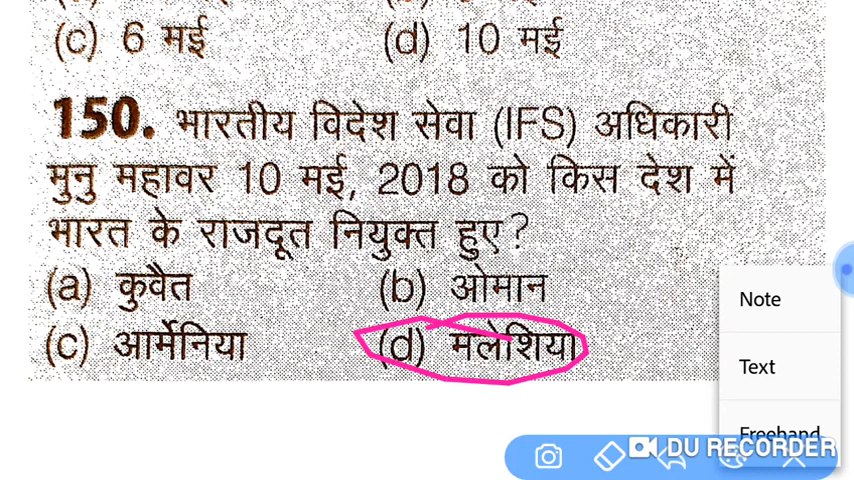 (c) 6 मई (d) 10 मई
150. भारतीय विदेश सेवा (IFS) अधिकारी
मुनु महावर 10 मई, 2018 को किस देश में
भारत के राजदूत नियुक्त हुए?
(a) कुवैत (b) ओमान
(c) आर्मेनिया (d) मलेशिया
Note
Text
Freehand
DU RECORDER